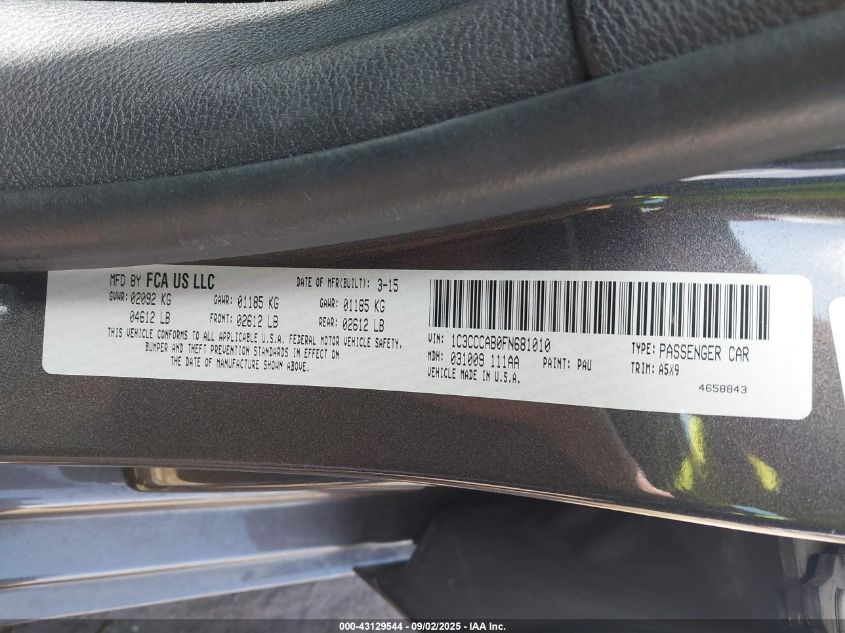 MFD BY FCA US LLC DATE OF MFR(BUILT): 3-15
GVWR: 02092 KG GAWR: 01185 KG GAWR: 01185 KG
04612 LB FRONT: 02612 LB REAR: 02612 LB
THIS VEHICLE CONFORMS TO ALL APPLICABLE U.S.A. FEDERAL MOTOR VEHICLE SAFETY,
BUMPER AND THEFT PREVENTION STANDARDS IN EFFECT ON
THE DATE OF MANUFACTURE SHOWN ABOVE.
VIN: 1C3CCCAB0FN681010 TYPE: PASSENGER CAR
MDH: 031009 111AA PAINT: PAU TRIM: A5X9
VEHICLE MADE IN U.S.A.
4658843
000-43129544 - 09/02/2025 - IAA Inc.